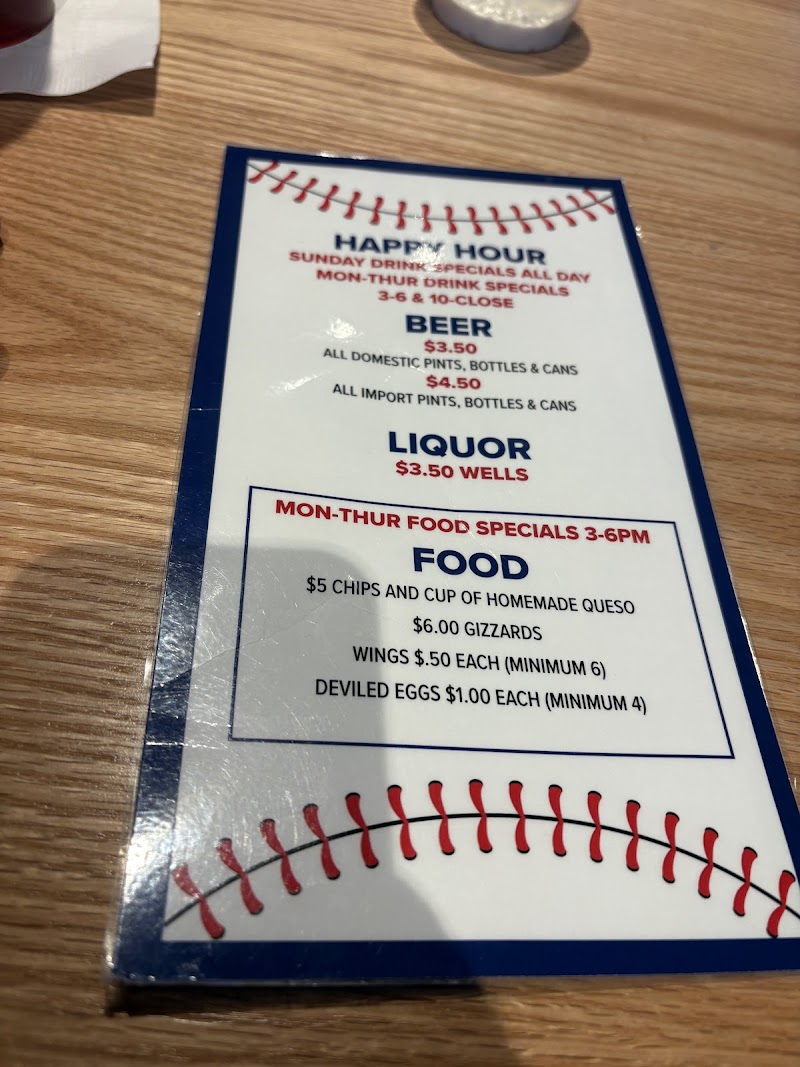 HAPPY HOUR
SUNDAY DRINK SPECIALS ALL DAY
MON-THUR DRINK SPECIALS
3-6 & 10-CLOSE
BEER
$3.50
ALL DOMESTIC PINTS, BOTTLES & CANS
$4.50
ALL IMPORT PINTS, BOTTLES & CANS
LIQUOR
$3.50 WELLS
MON-THUR FOOD SPECIALS 3-6PM
FOOD
$5 CHIPS AND CUP OF HOMEMADE QUESO
$6.00 GIZZARDS
WINGS $.50 EACH (MINIMUM 6)
DEVILED EGGS $1.00 EACH (MINIMUM 4)